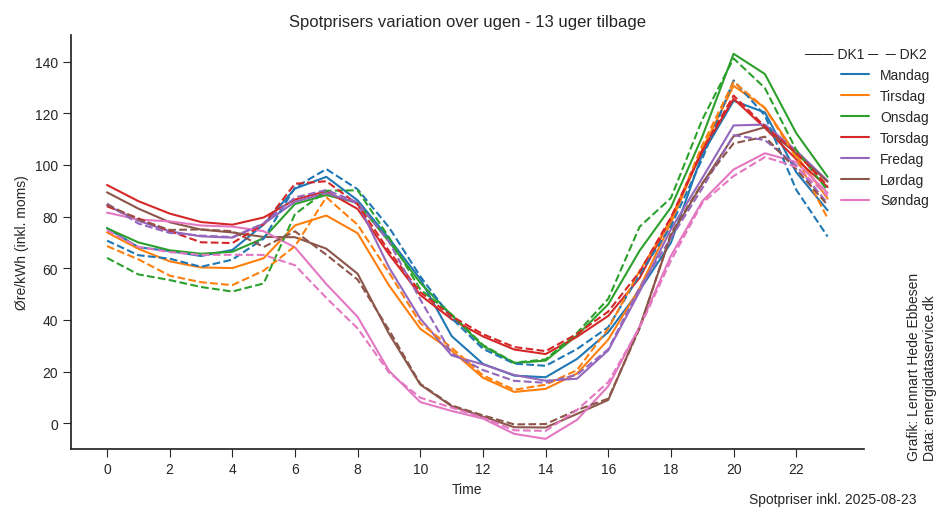 Spotprisers variation over ugen - 13 uger tilbage
Øre/kWh (inkl. moms)
140
120
100
80
60
40
20
0
0 2 4 6 8 10 12 14 16 18 20 22
Time
DK1 DK2
Mandag
Tirsdag
Onsdag
Torsdag
Fredag
Lørdag
Søndag
Grafik: Lennart Hede Ebbesen
Data: energidataservice.dk
Spotpriser inkl. 2025-08-23